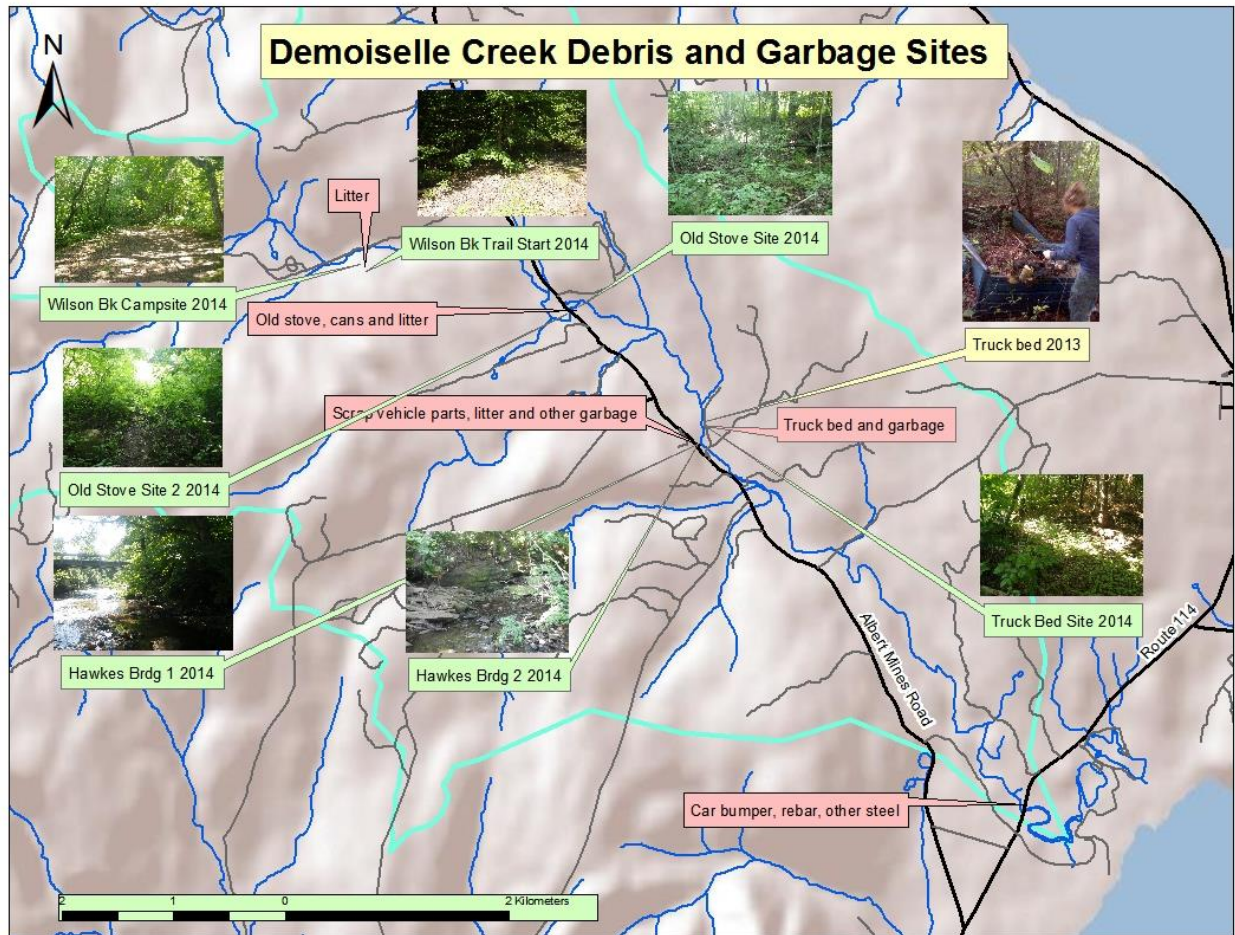 Demoiselle Creek Debris and Garbage Sites
N
Litter
Wilson Bk Trail Start 2014
Old Stove Site 2014
Wilson Bk Campsite 2014
Old stove, cans and litter
Truck bed 2013
Scrap vehicle parts, litter and other garbage
Truck bed and garbage
Old Stove Site 2 2014
Truck Bed Site 2014
Hawkes Brdg 1 2014
Hawkes Brdg 2 2014
Albert Mines Road
Route 114
Car bumper, rebar, other steel
2 1 0 2 Kilometers